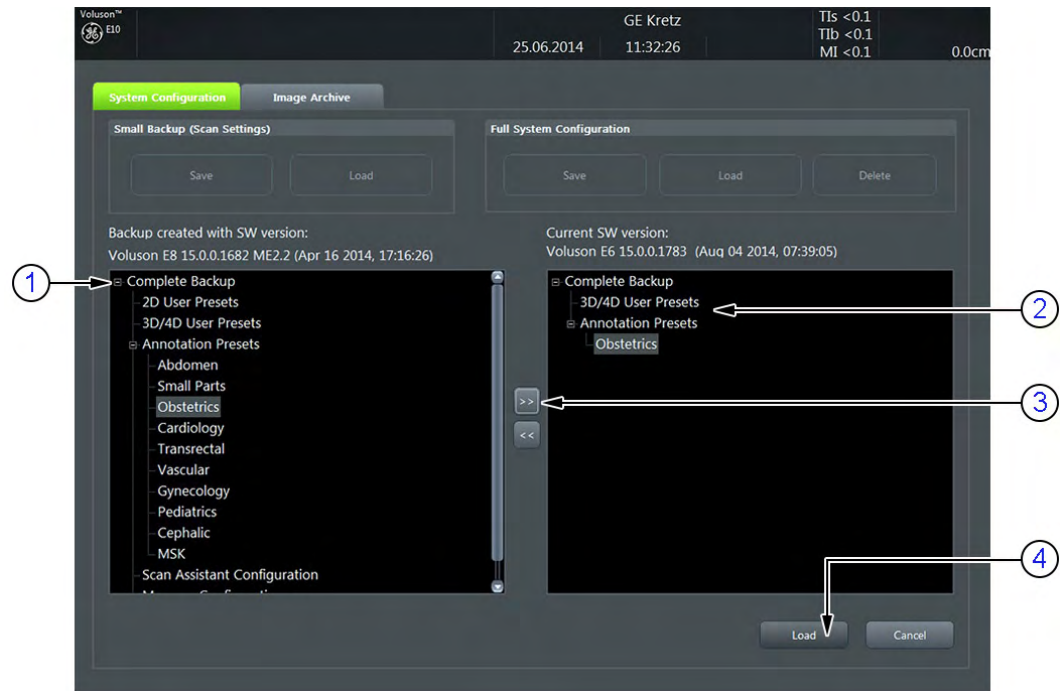 Voluson™
E10
GE Kretz
25.06.2014 11:32:26
TIs <0.1
TIb <0.1
MI <0.1
0.0cm
System Configuration Image Archive
Small Backup (Scan Settings)
Save Load
Full System Configuration
Save Load Delete
Backup created with SW version:
Voluson E8 15.0.0.1682 ME2.2 (Apr 16 2014, 17:16:26)
Current SW version:
Voluson E6 15.0.0.1783 (Aug 04 2014, 07:39:05)
1
Complete Backup
2D User Presets
3D/4D User Presets
Annotation Presets
Abdomen
Small Parts
Obstetrics
Cardiology
Transrectal
Vascular
Gynecology
Pediatrics
Cephalic
MSK
Scan Assistant Configuration
Complete Backup
3D/4D User Presets
Annotation Presets
Obstetrics
2
>>
3
<<
4
Load Cancel